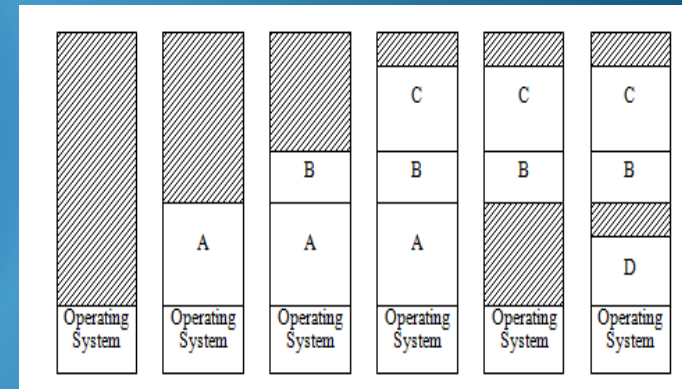 C
C
C
B
B
B
B
A
A
A
D
Operating
System
Operating
System
Operating
System
Operating
System
Operating
System
Operating
System